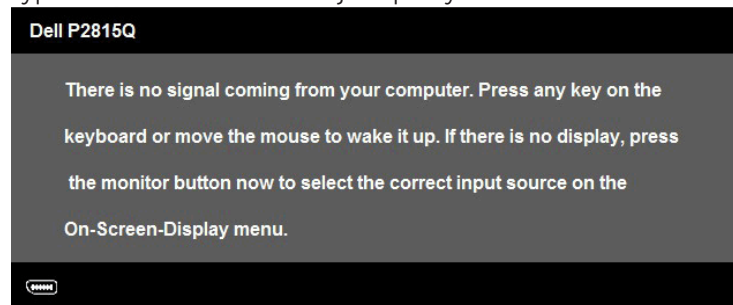 Dell P2815Q
There is no signal coming from your computer. Press any key on the
keyboard or move the mouse to wake it up. If there is no display, press
the monitor button now to select the correct input source on the
On-Screen-Display menu.